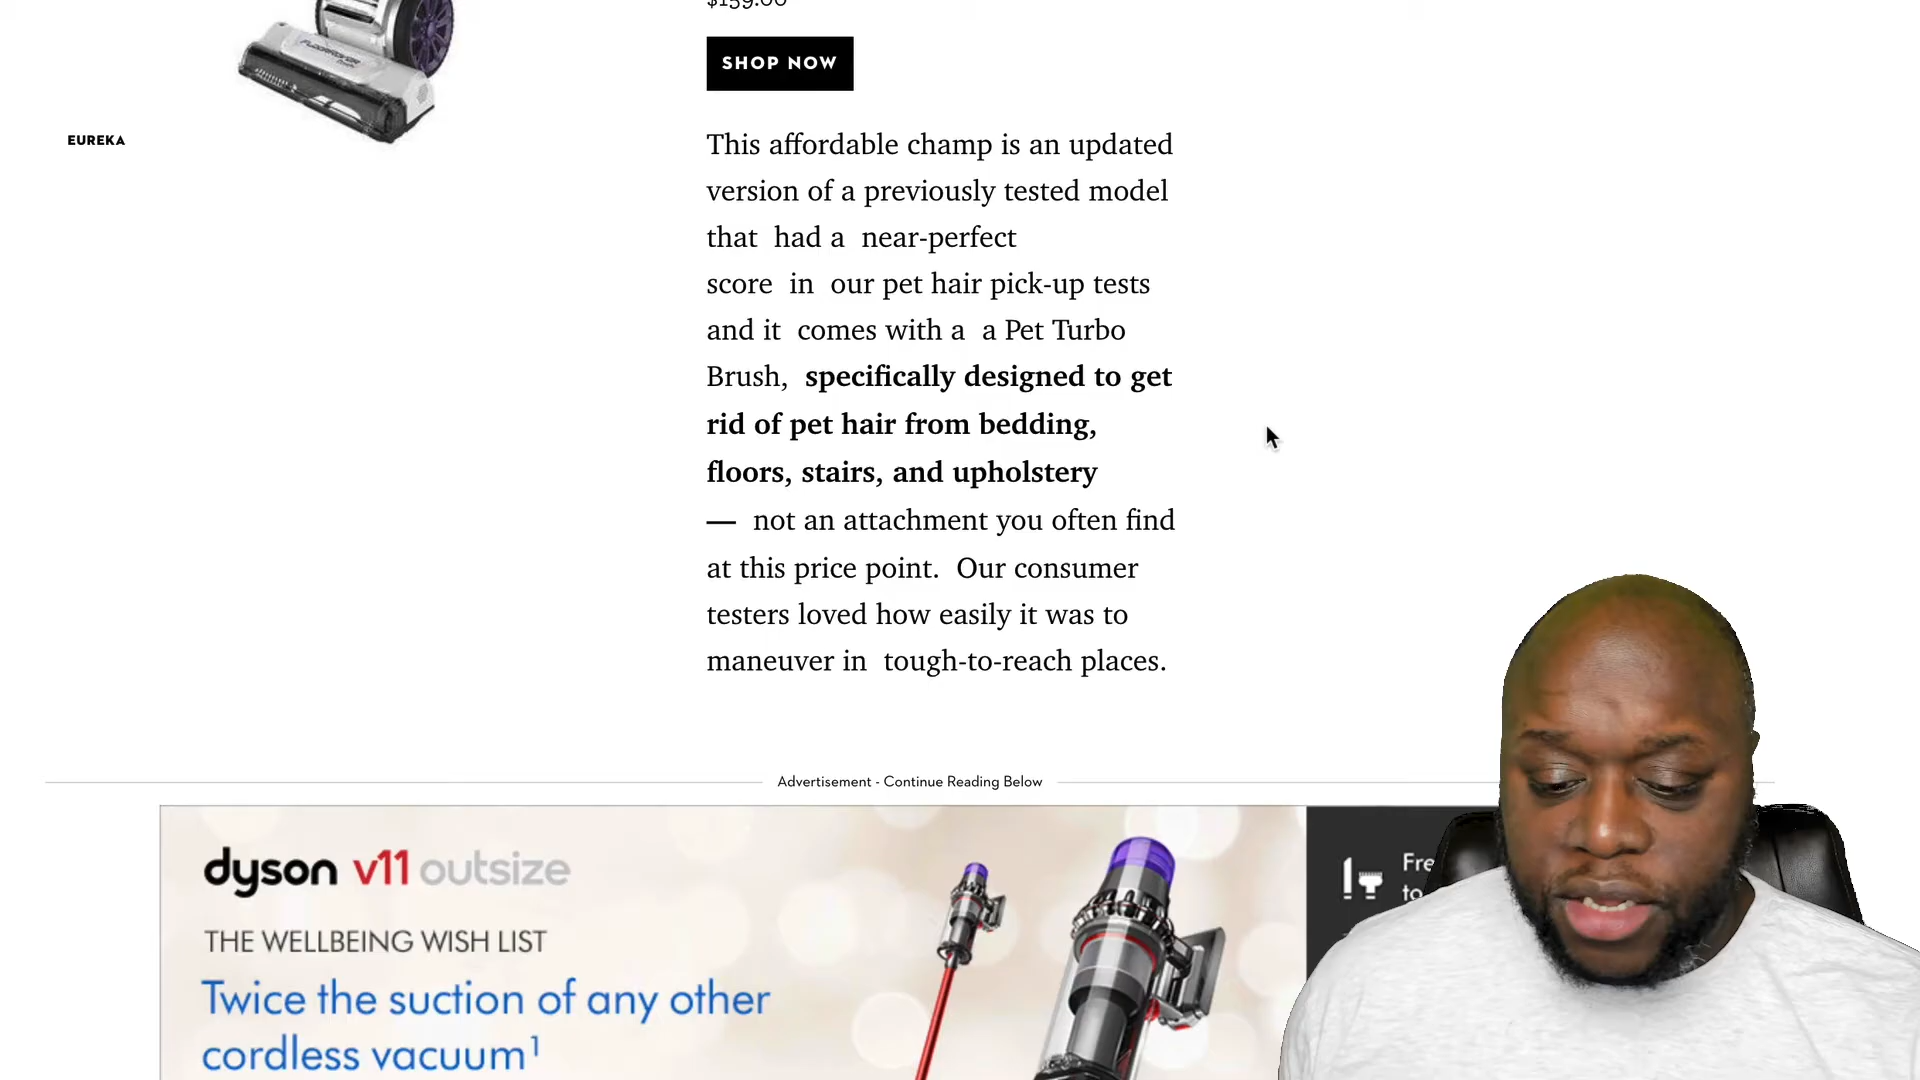 $159.00
SHOP NOW
EUREKA
This affordable champ is an updated
version of a previously tested model
that had a near-perfect
score in our pet hair pick-up tests
and it comes with a a Pet Turbo
Brush, specifically designed to get
rid of pet hair from bedding,
floors, stairs, and upholstery
— not an attachment you often find
at this price point. Our consumer
testers loved how easily it was to
maneuver in tough-to-reach places.
Advertisement - Continue Reading Below
dyson v11 outsize
THE WELLBEING WISH LIST
Twice the suction of any other
cordless vacuum¹
to